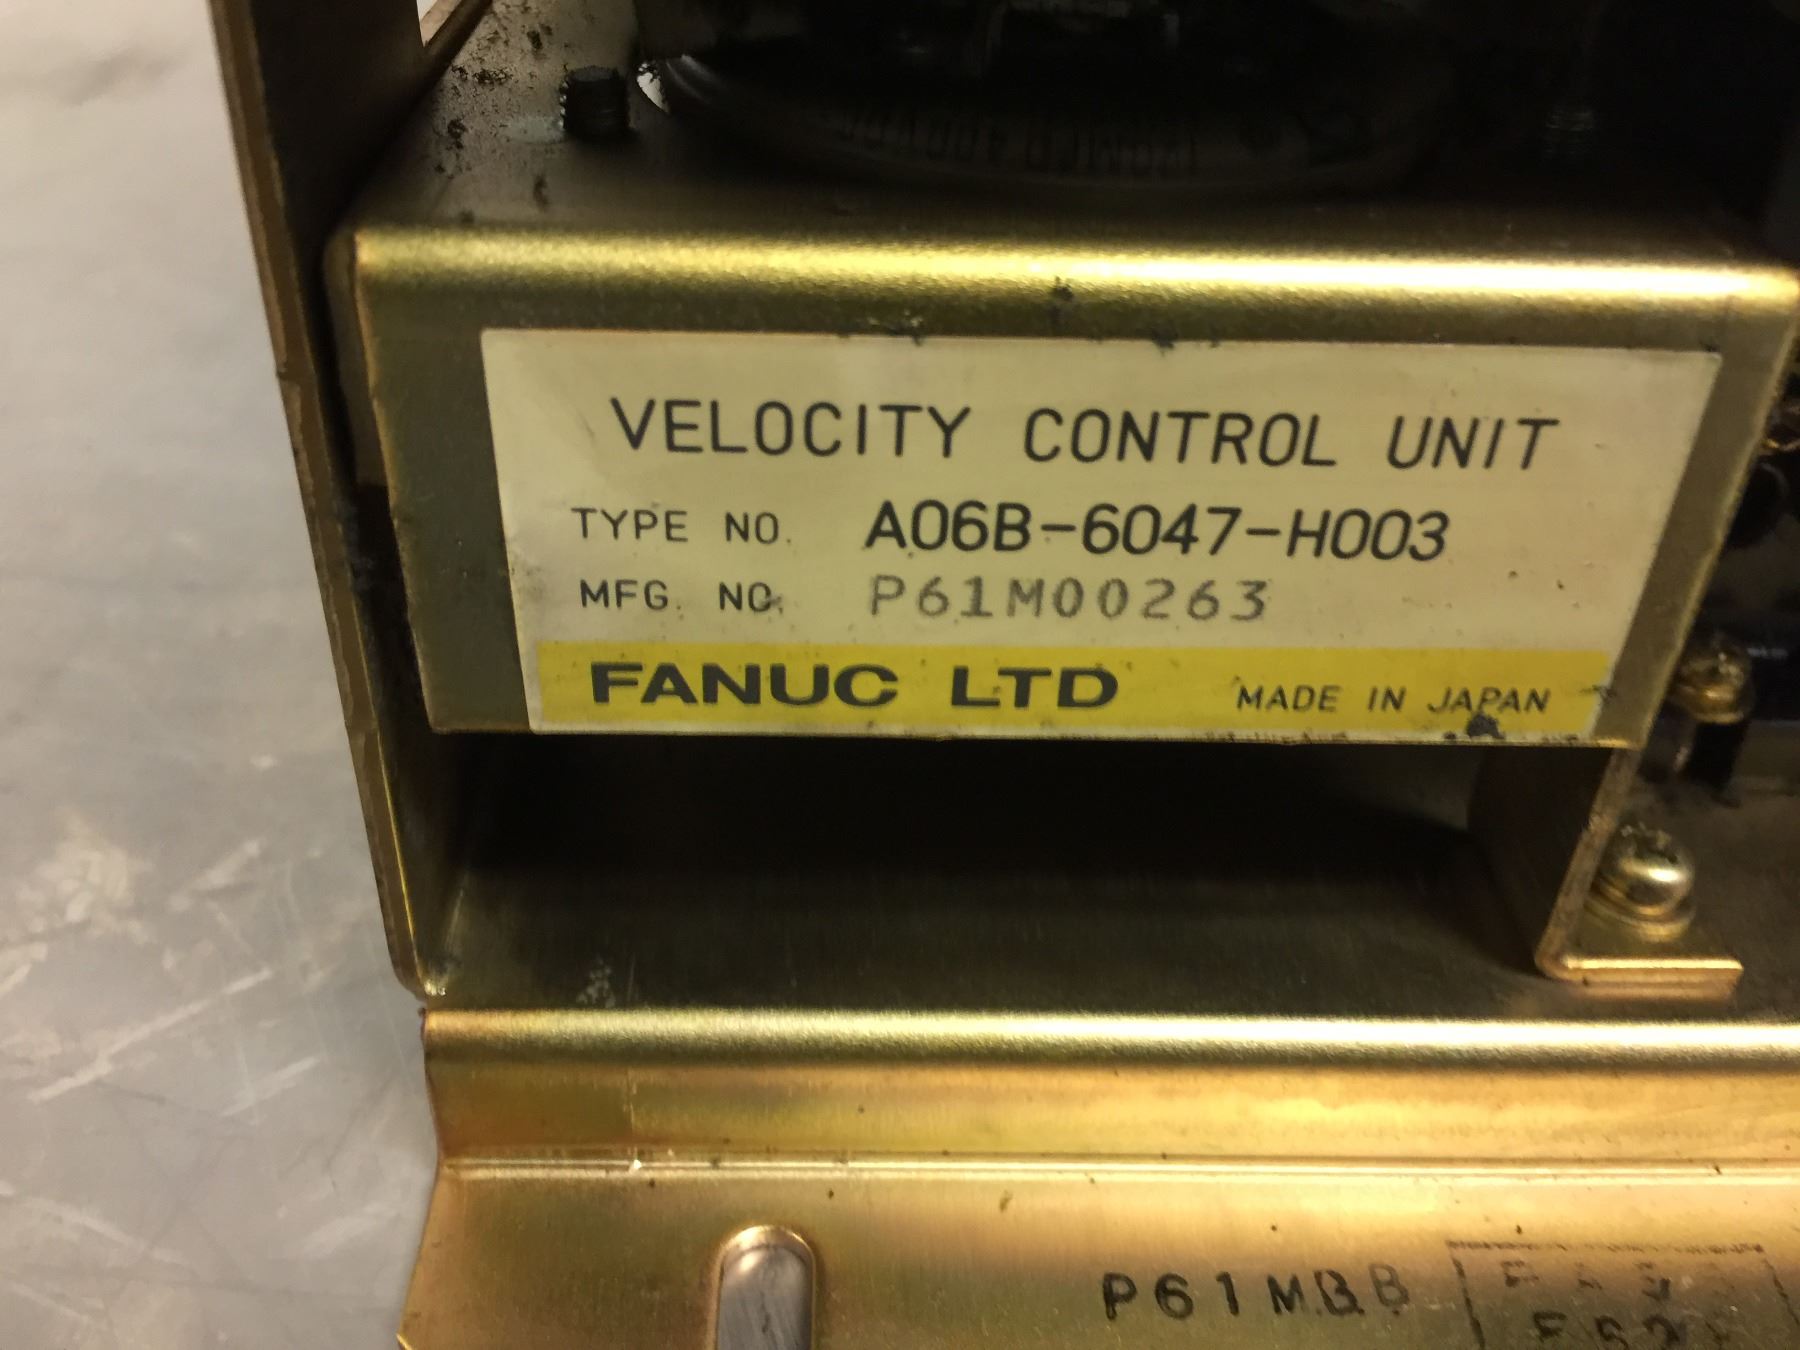 VELOCITY CONTROL UNIT
TYPE NO. A06B-6047-H003
MFG. NO. P61M00263
FANUC LTD MADE IN JAPAN
P61MBB